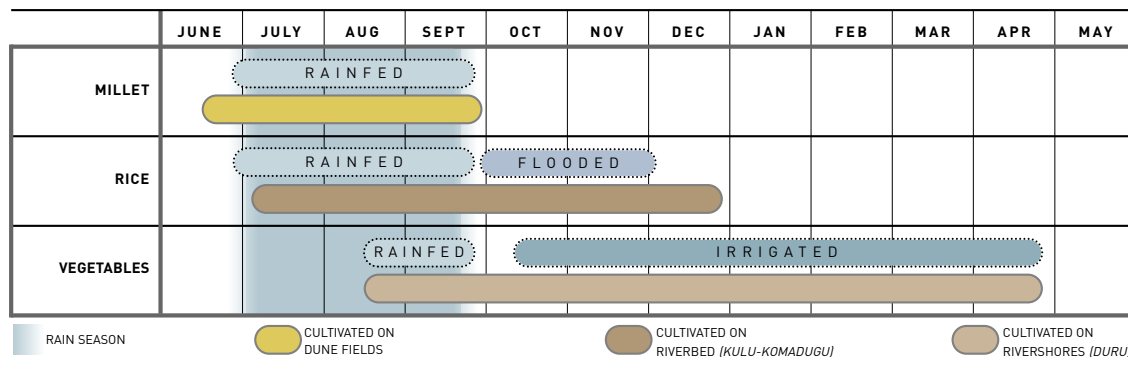 JUNE JULY AUG SEPT OCT NOV DEC JAN FEB MAR APR MAY
MILLET
RAINFED
RICE
RAINFED FLOODED
VEGETABLES
RAINFED IRRIGATED
RAIN SEASON
CULTIVATED ON
DUNE FIELDS
CULTIVATED ON
RIVERBED (KULU-KOMADUGU)
CULTIVATED ON
RIVERSHORES (DURU